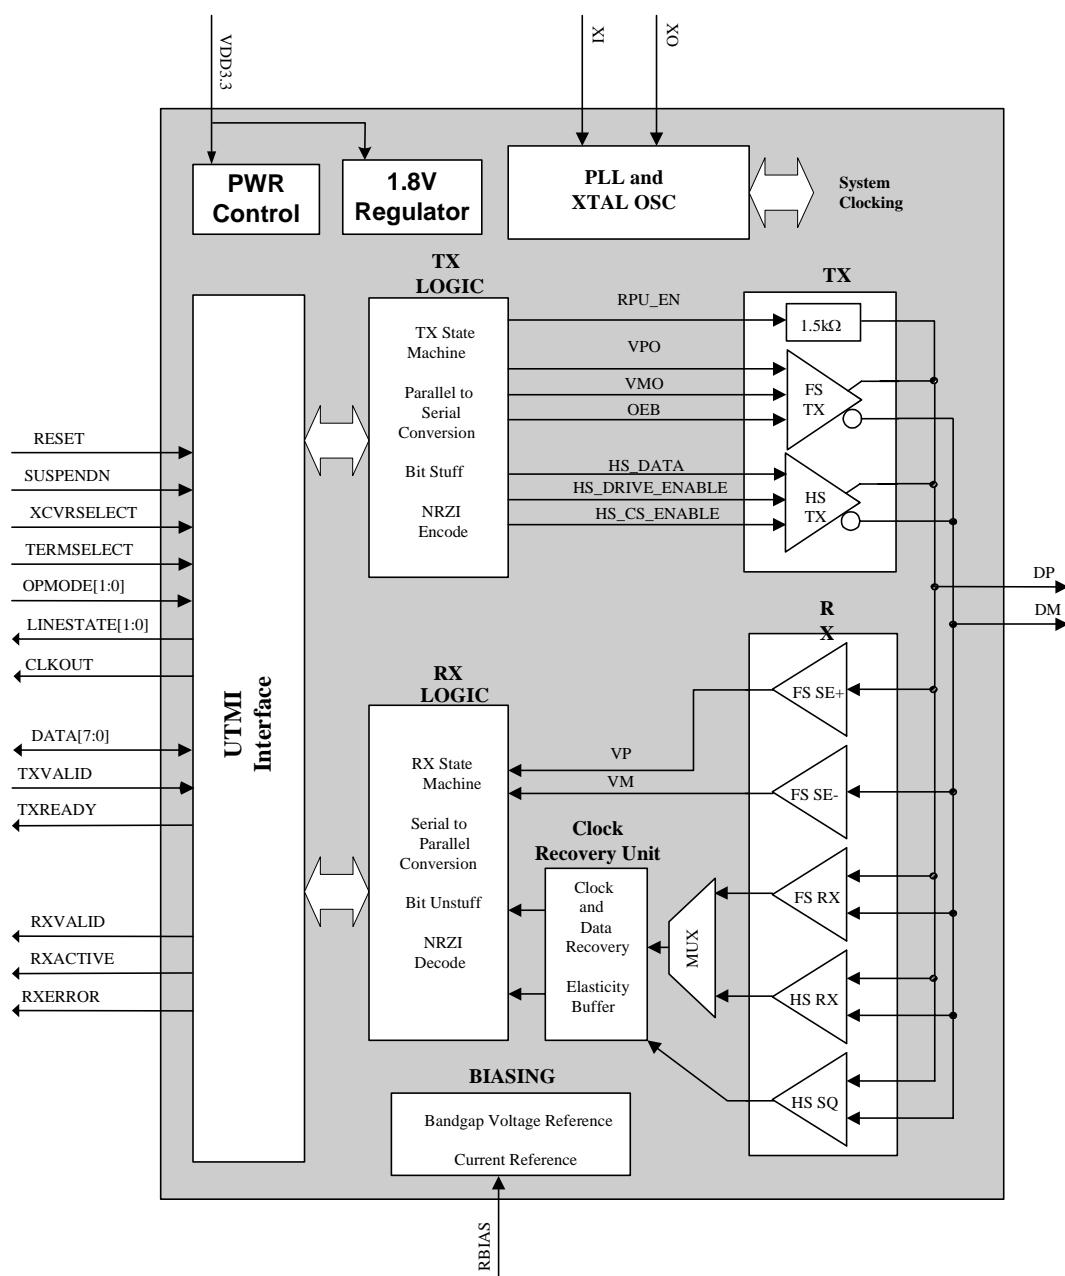 VDD3.3
XI
XO
PWR
Control
1.8V
Regulator
PLL and
XTAL OSC
System
Clocking
TX
LOGIC
TX State
Machine
Parallel to
Serial
Conversion
Bit Stuff
NRZI
Encode
RPU_EN
VPO
VMO
OEB
HS_DATA
HS_DRIVE_ENABLE
HS_CS_ENABLE
TX
1.5kΩ
FS
TX
HS
TX
RESET
SUSPENDN
XCVRSELECT
TERMSELECT
OPMODE[1:0]
LINESTATE[1:0]
CLKOUT
DATA[7:0]
TXVALID
TXREADY
RXVALID
RXACTIVE
RXERROR
UTMI
Interface
DP
DM
RX
LOGIC
RX State
Machine
Serial to
Parallel
Conversion
Bit Unstuff
NRZI
Decode
VP
VM
Clock
Recovery Unit
Clock
and
Data
Recovery
Elasticity
Buffer
MUX
R
X
FS SE+
FS SE-
FS RX
HS RX
HS SQ
BIASING
Bandgap Voltage Reference
Current Reference
RBIAS